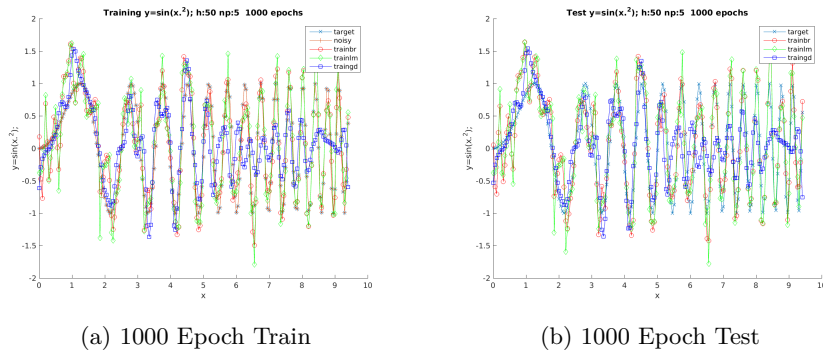 Training y=sin(x.²); h:50 np:5 1000 epochs
target
noisy
trainbr
trainlm
traingd
2
1.5
1
0.5
0
-0.5
-1
-1.5
-2
y=sin(x.²);
0 1 2 3 4 5 6 7 8 9 10
x
(a) 1000 Epoch Train
Test y=sin(x.²); h:50 np:5 1000 epochs
target
trainbr
trainlm
traingd
2
1.5
1
0.5
0
-0.5
-1
-1.5
-2
y=sin(x.²);
0 1 2 3 4 5 6 7 8 9 10
x
(b) 1000 Epoch Test